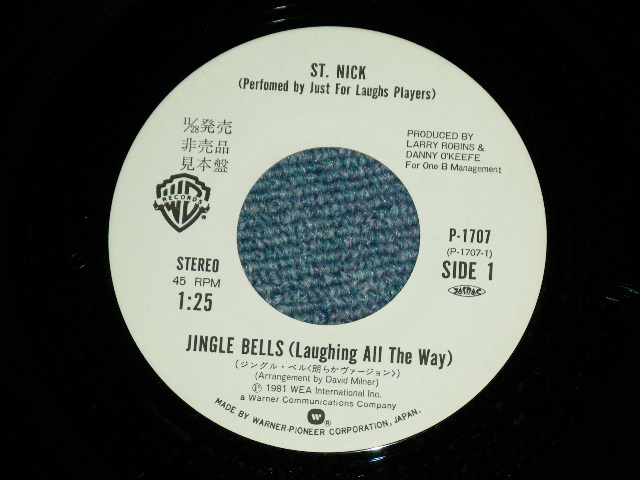 ST. NICK
(Perfomed by Just For Laughs Players)
11/28発売
非売品
見本盤
PRODUCED BY
LARRY ROBINS &
DANNY O'KEEFE
For One B Management
RECORDS
P-1707
(P-1707-1)
SIDE 1
JASRAC
STEREO
45 RPM
1:25
JINGLE BELLS (Laughing All The Way)
(ジングル・ベル〈朗らかヴァージョン〉)
(Arrangement by David Milner)
Ⓟ 1981 WEA International Inc.
& Warner Communications Company
®
MADE BY WARNER-PIONEER CORPORATION, JAPAN.